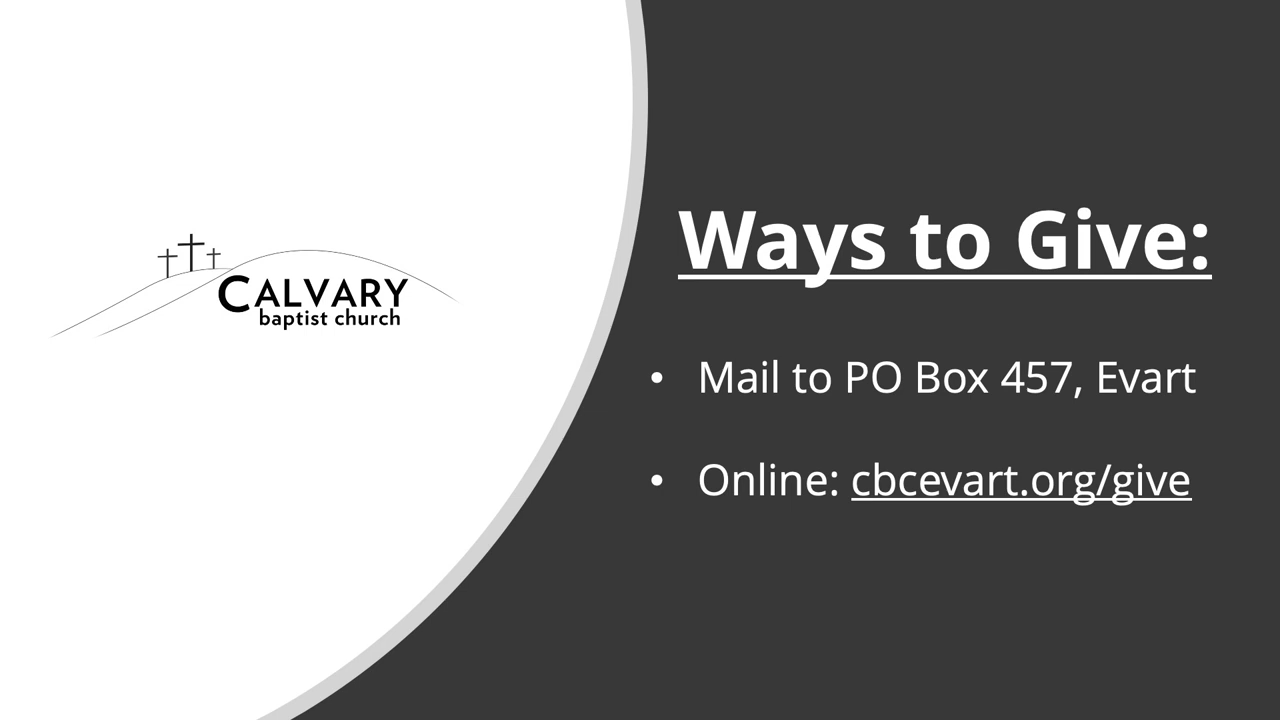 CALVARY
baptist church
Ways to Give:
• Mail to PO Box 457, Evart
• Online: cbcevart.org/give